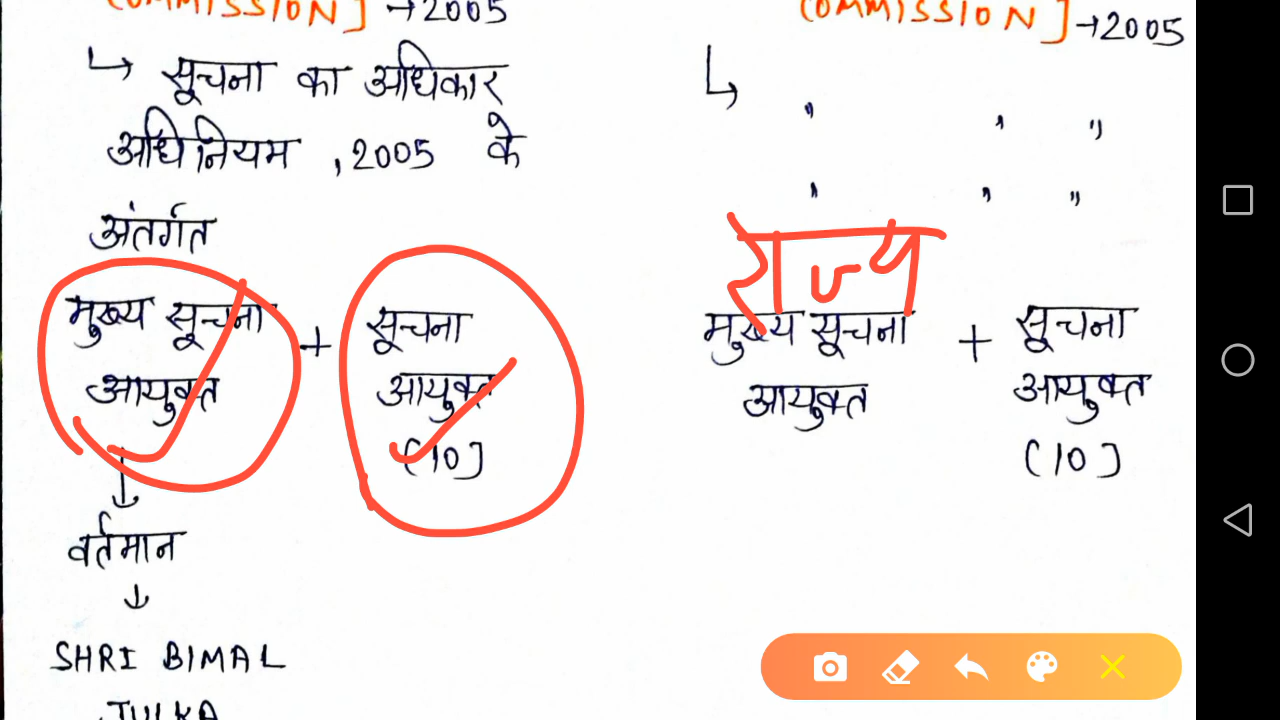 COMMISSION] →2005
↳ सूचना का अधिकार
अधिनियम , 2005 के
अंतर्गत
मुख्य सूचना आयुक्त + सूचना आयुक्त (10]
↓
वर्तमान
↓
SHRI BIMAL
JULKA
COMMISSION] →2005
↳ " " "
" " "
राज्य
मुख्य सूचना आयुक्त + सूचना आयुक्त (10]